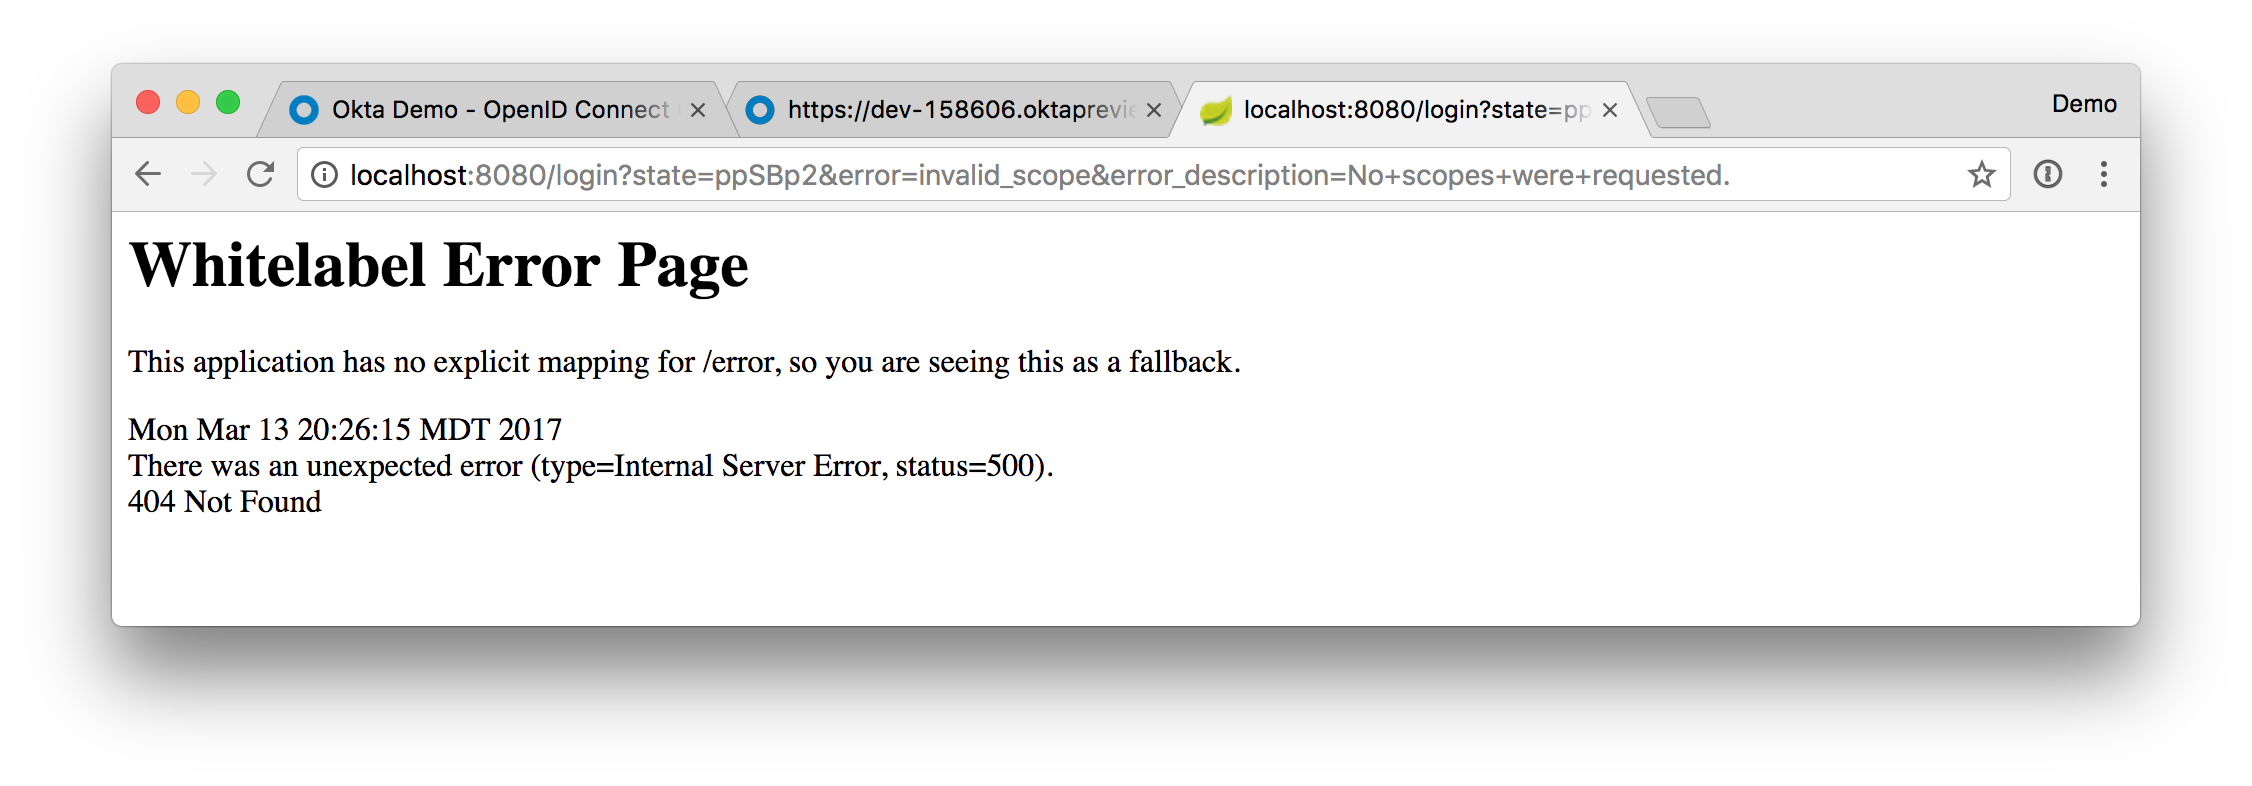 Okta Demo - OpenID Connect
https://dev-158606.oktapreview
localhost:8080/login?state=pp
Demo
localhost:8080/login?state=ppSBp2&error=invalid_scope&error_description=No+scopes+were+requested.
Whitelabel Error Page
This application has no explicit mapping for /error, so you are seeing this as a fallback.
Mon Mar 13 20:26:15 MDT 2017
There was an unexpected error (type=Internal Server Error, status=500).
404 Not Found